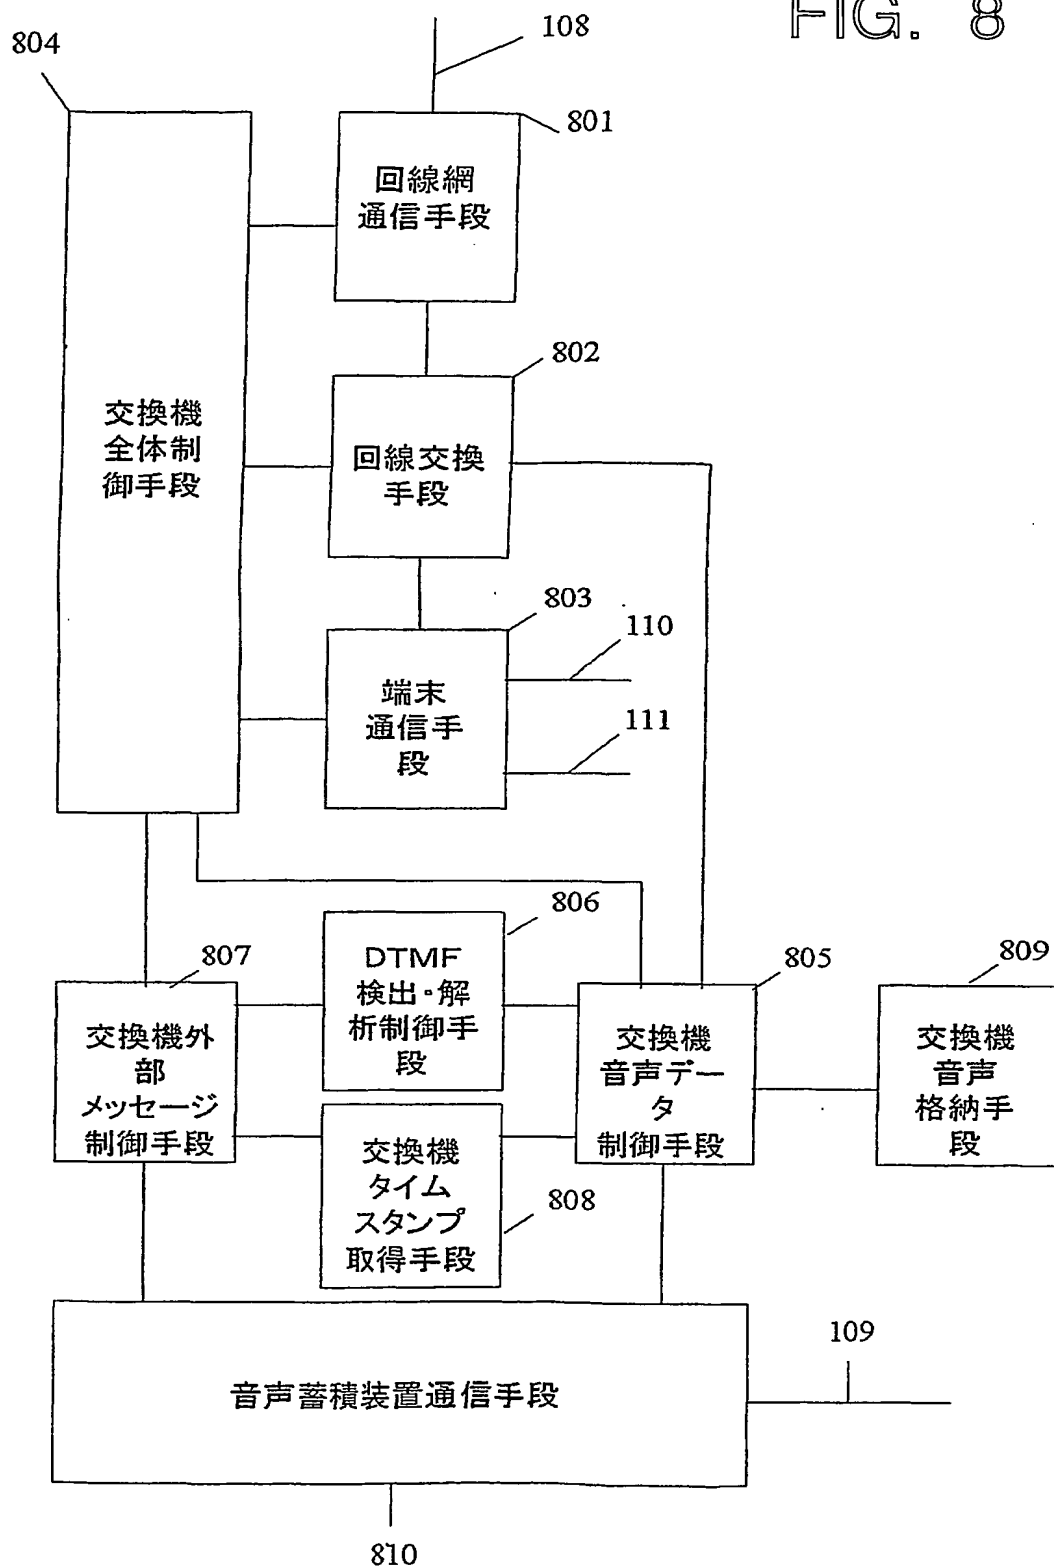 FIG. 8
804
108
801
回線網
通信手段
802
交換機
全体制
御手段
回線交換
手段
803
110
端末
通信手
段
111
806
807
DTMF
検出・解
析制御手
段
805
809
交換機外
部
メッセージ
制御手段
交換機
音声デー
タ
制御手段
交換機
音声
格納手
段
交換機
タイム
スタンプ
取得手段
808
109
音声蓄積装置通信手段
810